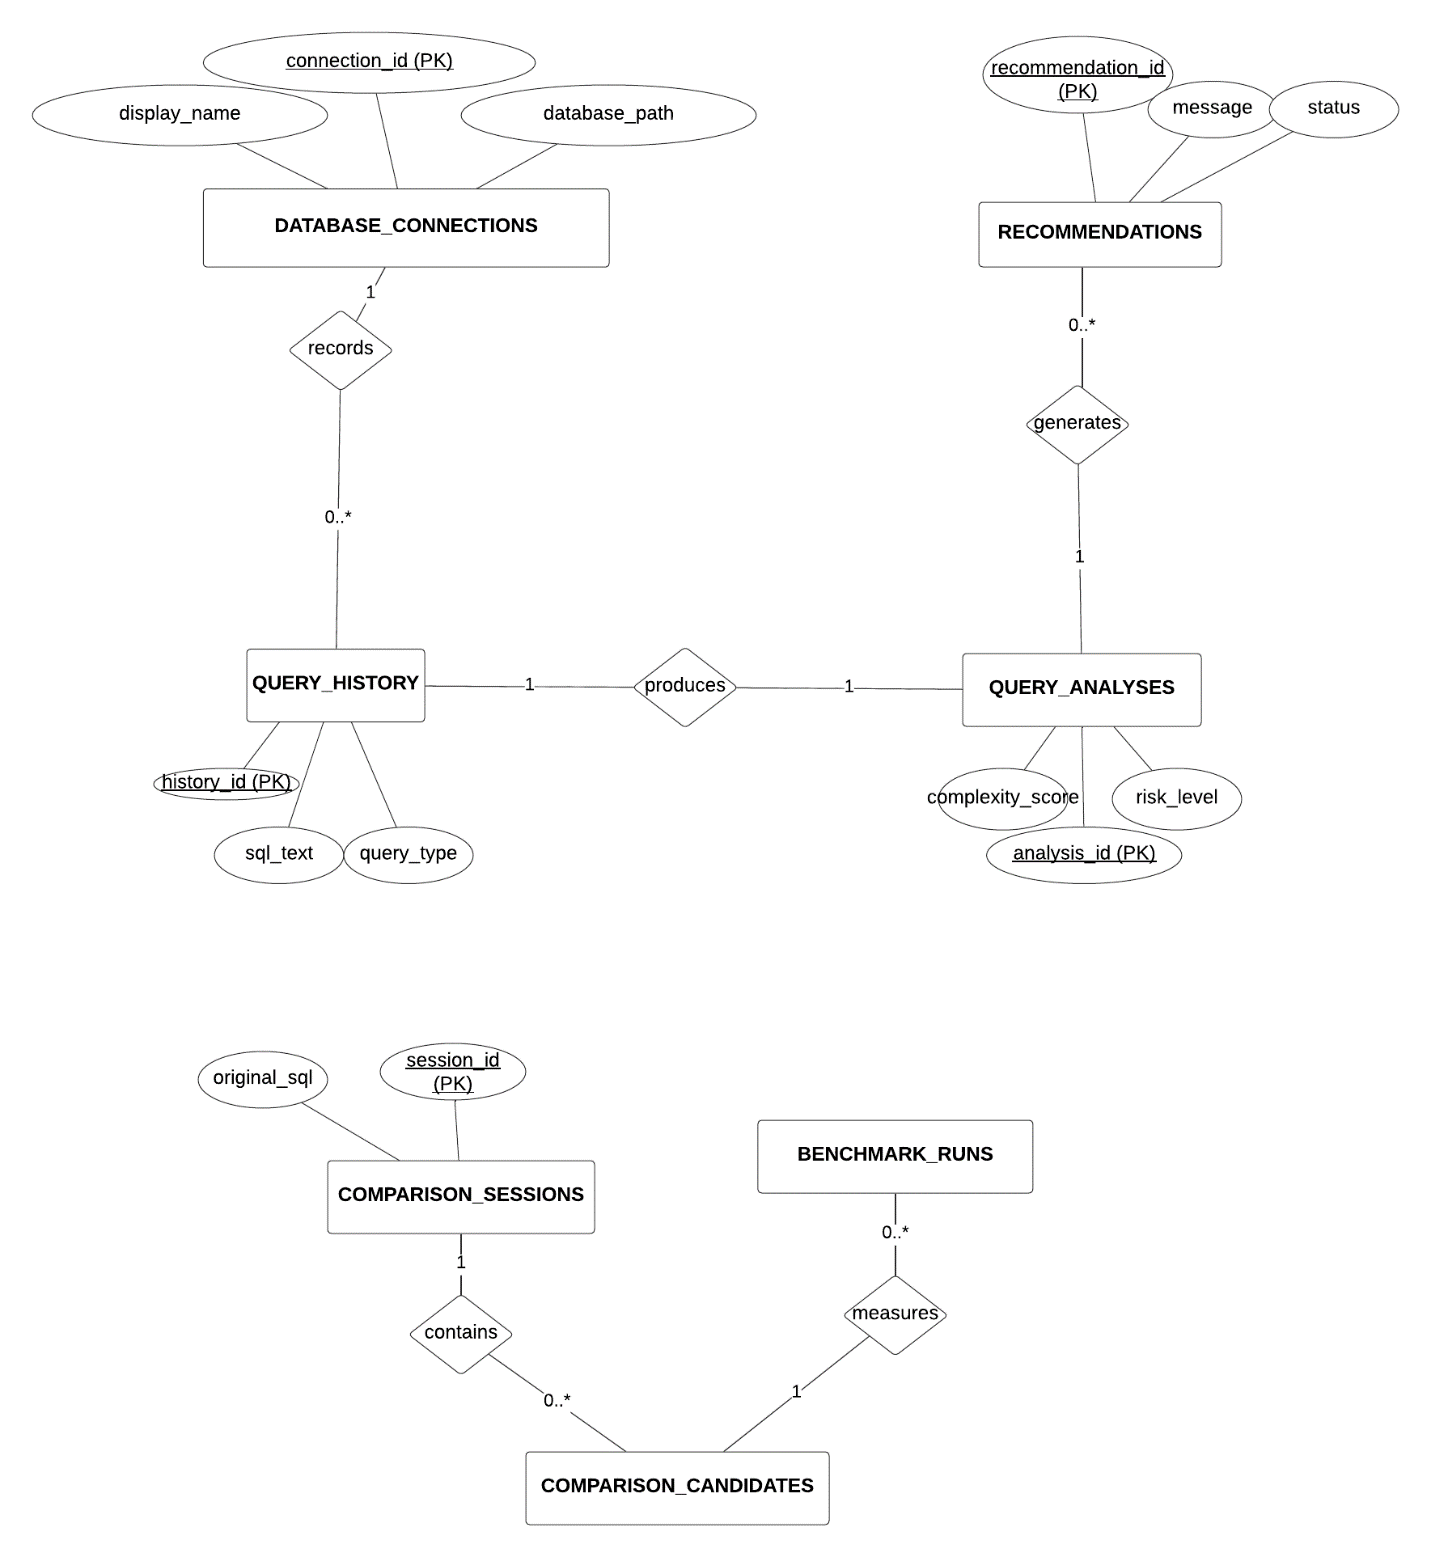 connection_id (PK)
display_name
database_path
DATABASE_CONNECTIONS
1
records
0..*
recommendation_id
(PK)
message
status
RECOMMENDATIONS
0..*
generates
1
QUERY_HISTORY
1
produces
1
QUERY_ANALYSES
history_id (PK)
sql_text
query_type
complexity_score
risk_level
analysis_id (PK)
original_sql
session_id
(PK)
COMPARISON_SESSIONS
1
contains
0..*
BENCHMARK_RUNS
0..*
measures
1
COMPARISON_CANDIDATES